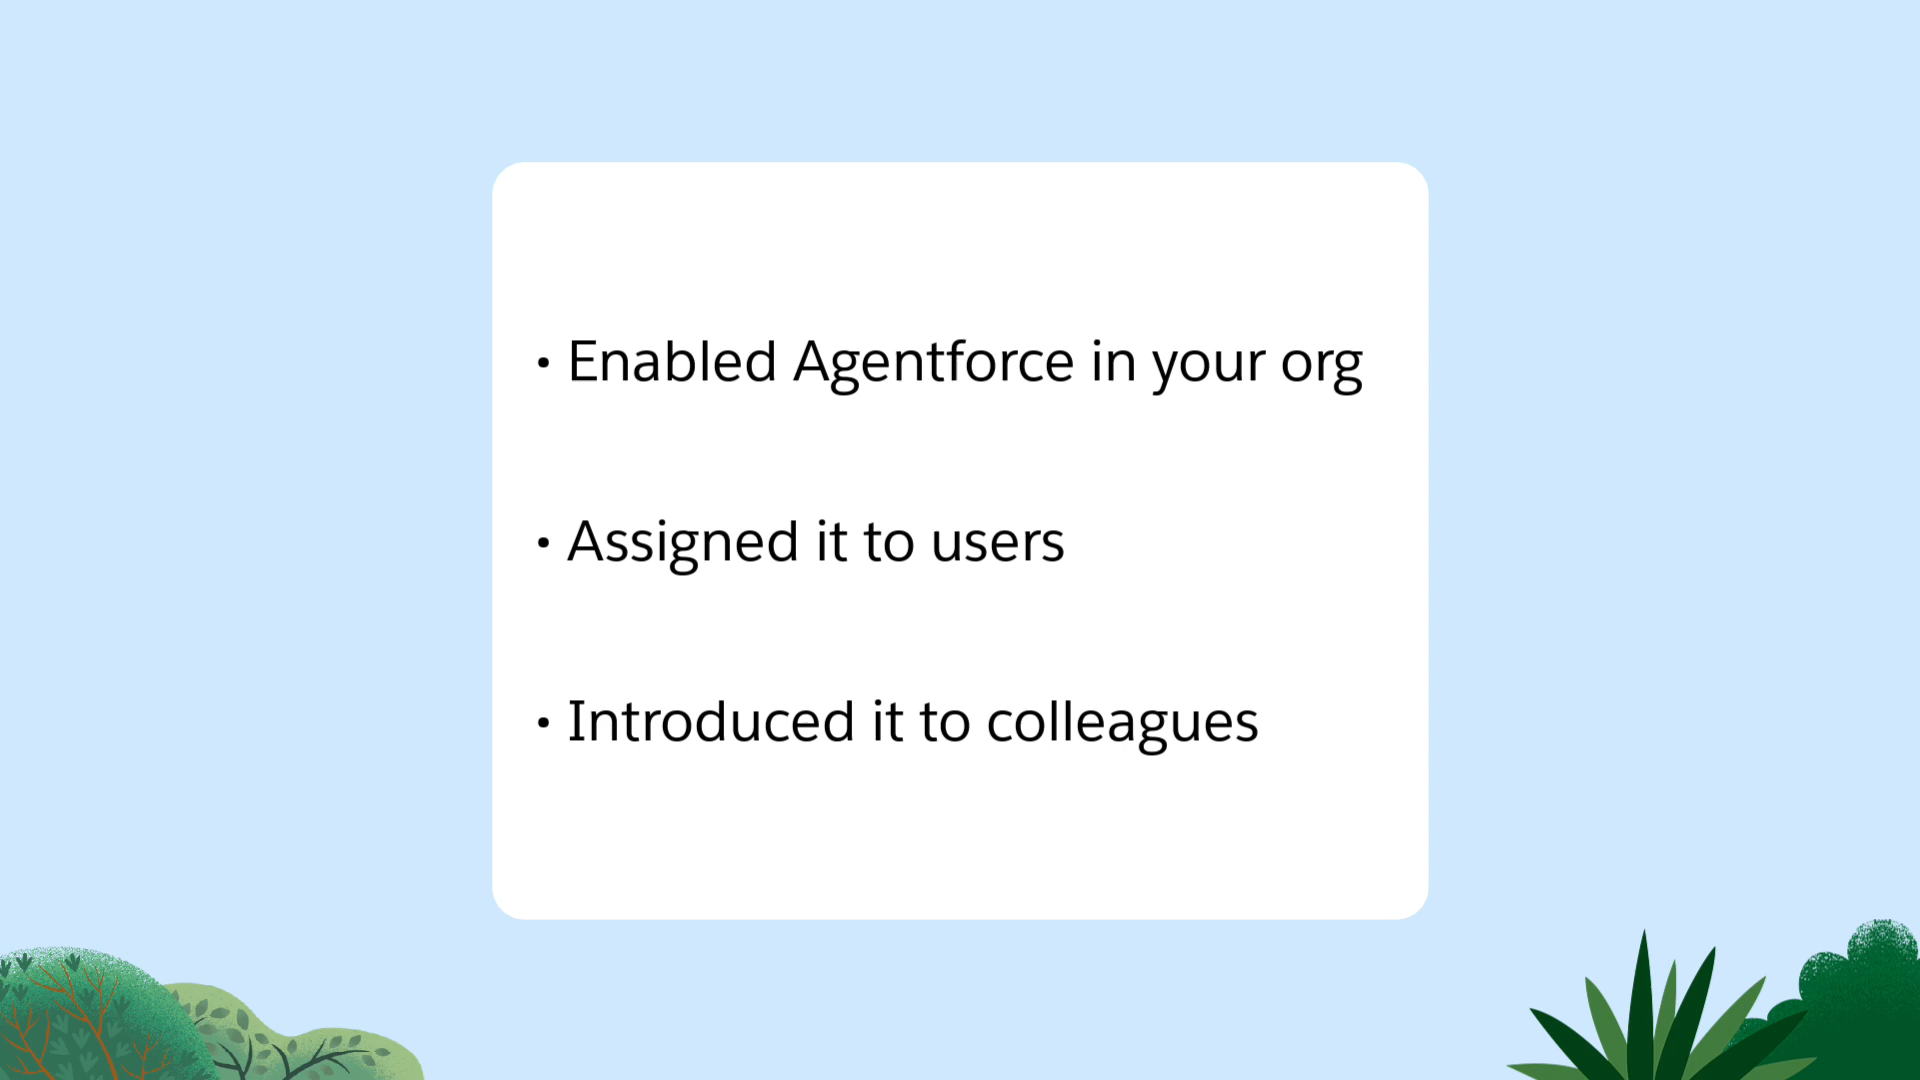 • Enabled Agentforce in your org
• Assigned it to users
• Introduced it to colleagues